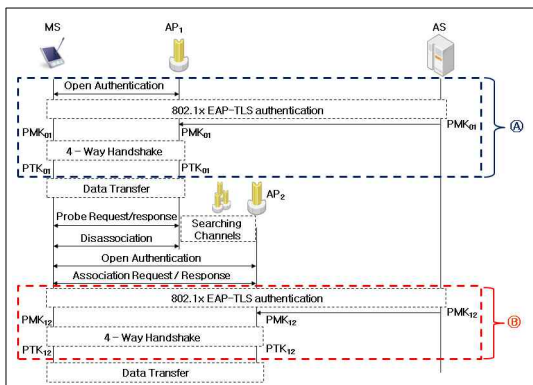 MS AP1 AS
Open Authentication
802.1x EAP-TLS authentication
PMK01 PMK01 PMK01
4 - Way Handshake
PTK01 PTK01
Ⓐ
Data Transfer
AP2
Probe Request/response
Searching
Channels
Disassociation
Open Authentication
Association Request / Response
802.1x EAP-TLS authentication
PMK12 PMK12 PMK12
4 - Way Handshake
PTK12 PTK12
Ⓑ
Data Transfer